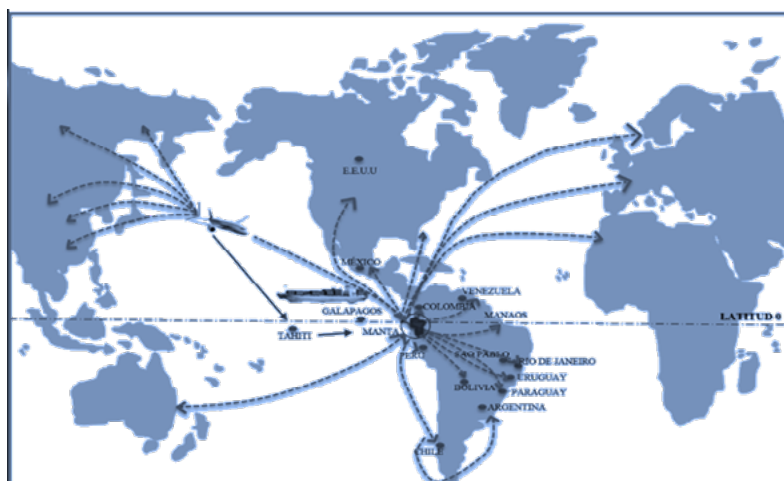 E.E.U.U
MÉXICO
VENEZUELA
COLOMBIA
GALAPAGOS
MANAOS
LATITUD 0
TAHITI
MANTA
PERÚ
SAO PABLO
RIO DE JANEIRO
URUGUAY
BOLIVIA
PARAGUAY
ARGENTINA
CHILE